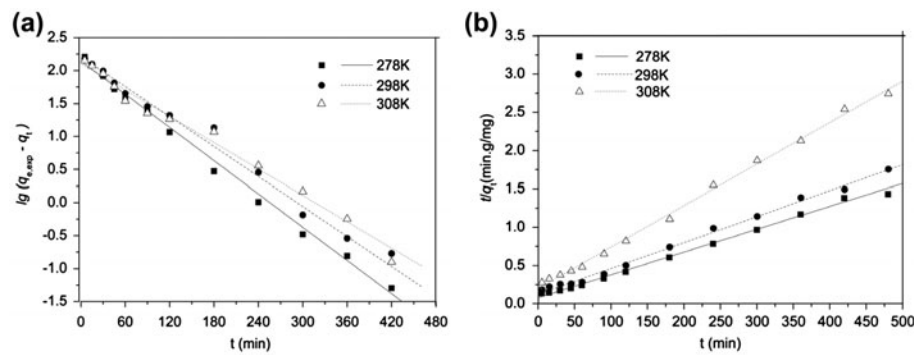 (a)
2.5
2.0
1.5
1.0
0.5
0.0
-0.5
-1.0
-1.5
lg (qe,exp - qt)
278K
298K
308K
0 60 120 180 240 300 360 420 480
t (min)
(b)
3.5
3.0
2.5
2.0
1.5
1.0
0.5
0.0
t/qt(min.g/mg)
278K
298K
308K
0 50 100 150 200 250 300 350 400 450 500
t (min)